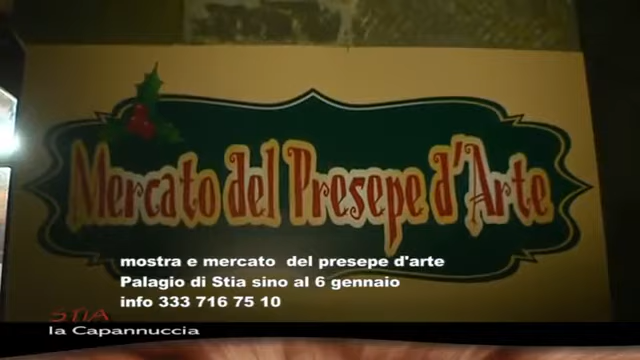 Mercato del Presepe d'Arte
mostra e mercato del presepe d'arte
Palagio di Stia sino al 6 gennaio
info 333 716 75 10
STIA
la Capannuccia